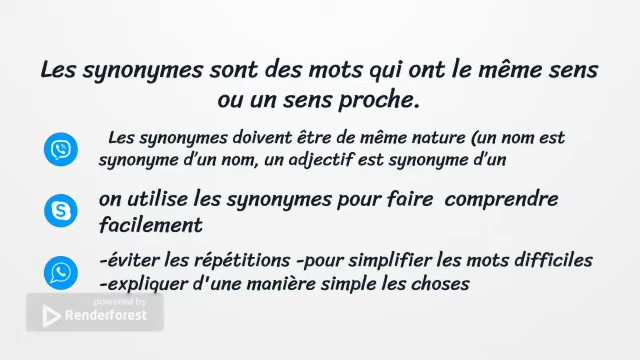 Les synonymes sont des mots qui ont le même sens
ou un sens proche.
Les synonymes doivent être de même nature (un nom est
synonyme d'un nom, un adjectif est synonyme d'un
on utilise les synonymes pour faire comprendre
facilement
-éviter les répétitions -pour simplifier les mots difficiles
-expliquer d'une manière simple les choses
powered by
Renderforest